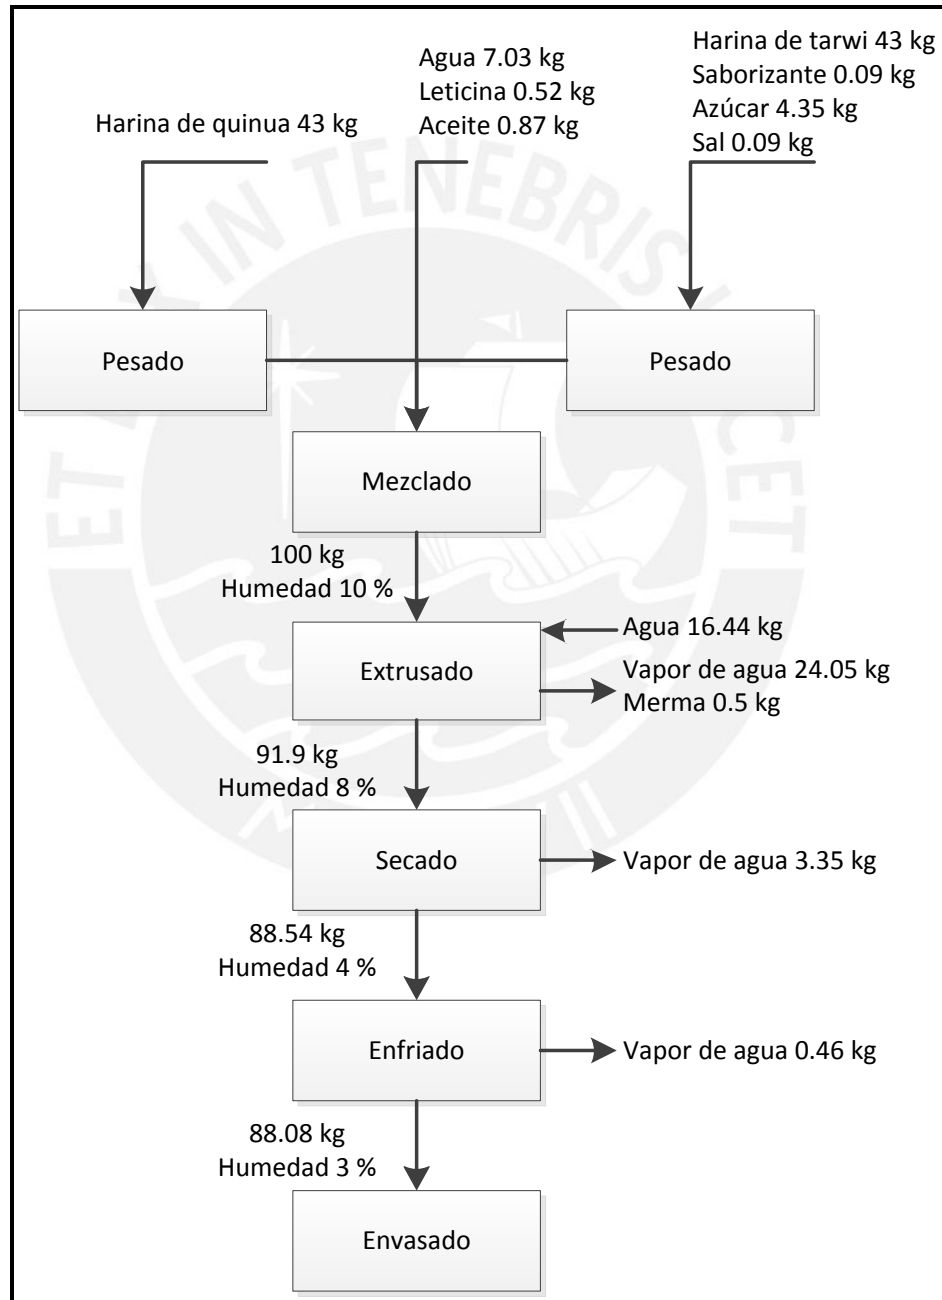 Harina de quinua 43 kg
Agua 7.03 kg
Leticina 0.52 kg
Aceite 0.87 kg
Harina de tarwi 43 kg
Saborizante 0.09 kg
Azúcar 4.35 kg
Sal 0.09 kg
Pesado
Pesado
Mezclado
100 kg
Humedad 10 %
Agua 16.44 kg
Extrusado
Vapor de agua 24.05 kg
Merma 0.5 kg
91.9 kg
Humedad 8 %
Secado
Vapor de agua 3.35 kg
88.54 kg
Humedad 4 %
Enfriado
Vapor de agua 0.46 kg
88.08 kg
Humedad 3 %
Envasado